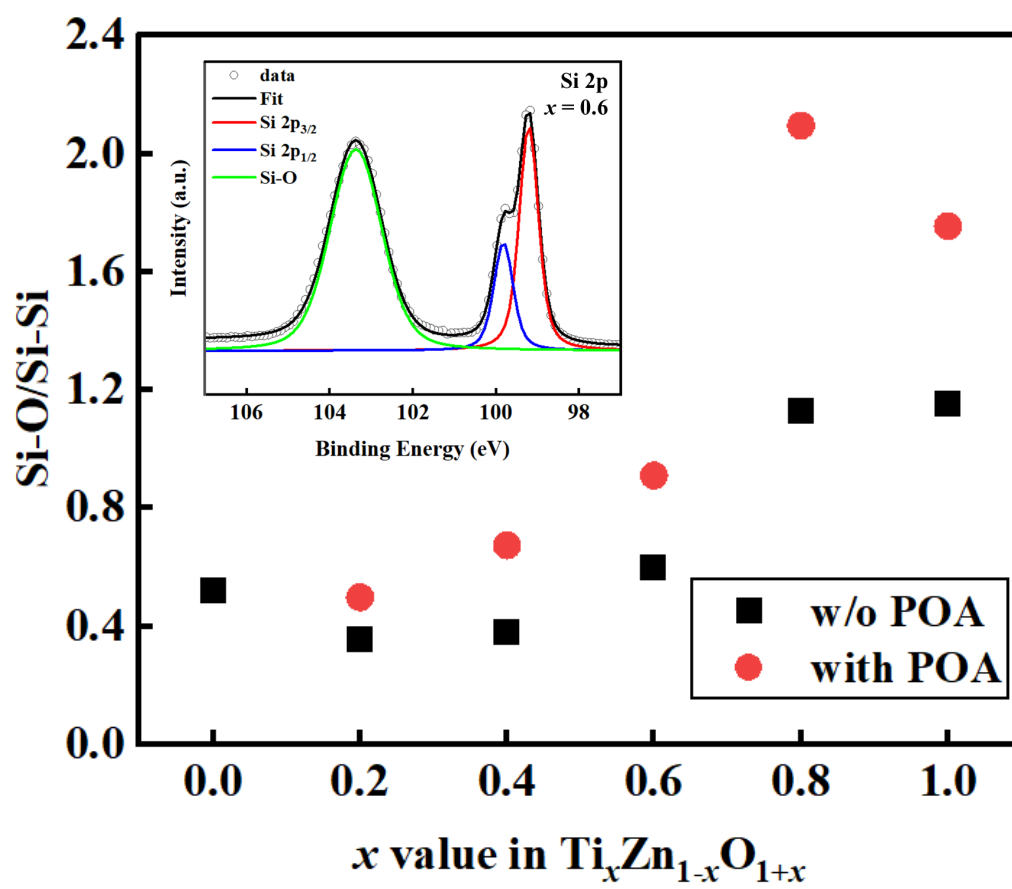 2.4
2.0
1.6
1.2
0.8
0.4
0.0
Si-O/Si-Si
data
Fit
Si 2p3/2
Si 2p1/2
Si-O
Si 2p
x = 0.6
Intensity (a.u.)
106 104 102 100 98
Binding Energy (eV)
w/o POA
with POA
0.0 0.2 0.4 0.6 0.8 1.0
x value in TixZn1-xO1+x